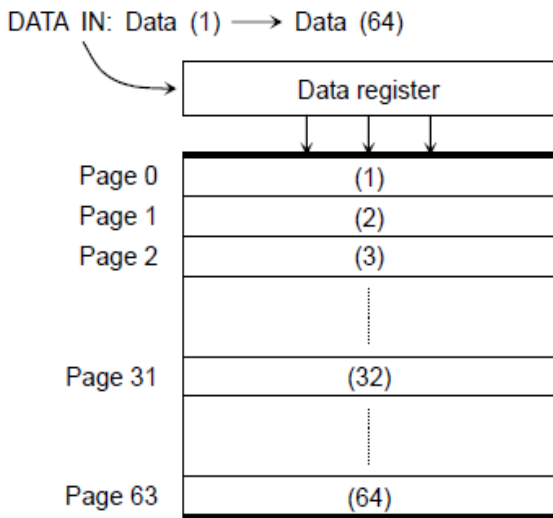 DATA IN: Data (1) ⟶ Data (64)
Data register
Page 0 (1)
Page 1 (2)
Page 2 (3)
Page 31 (32)
Page 63 (64)